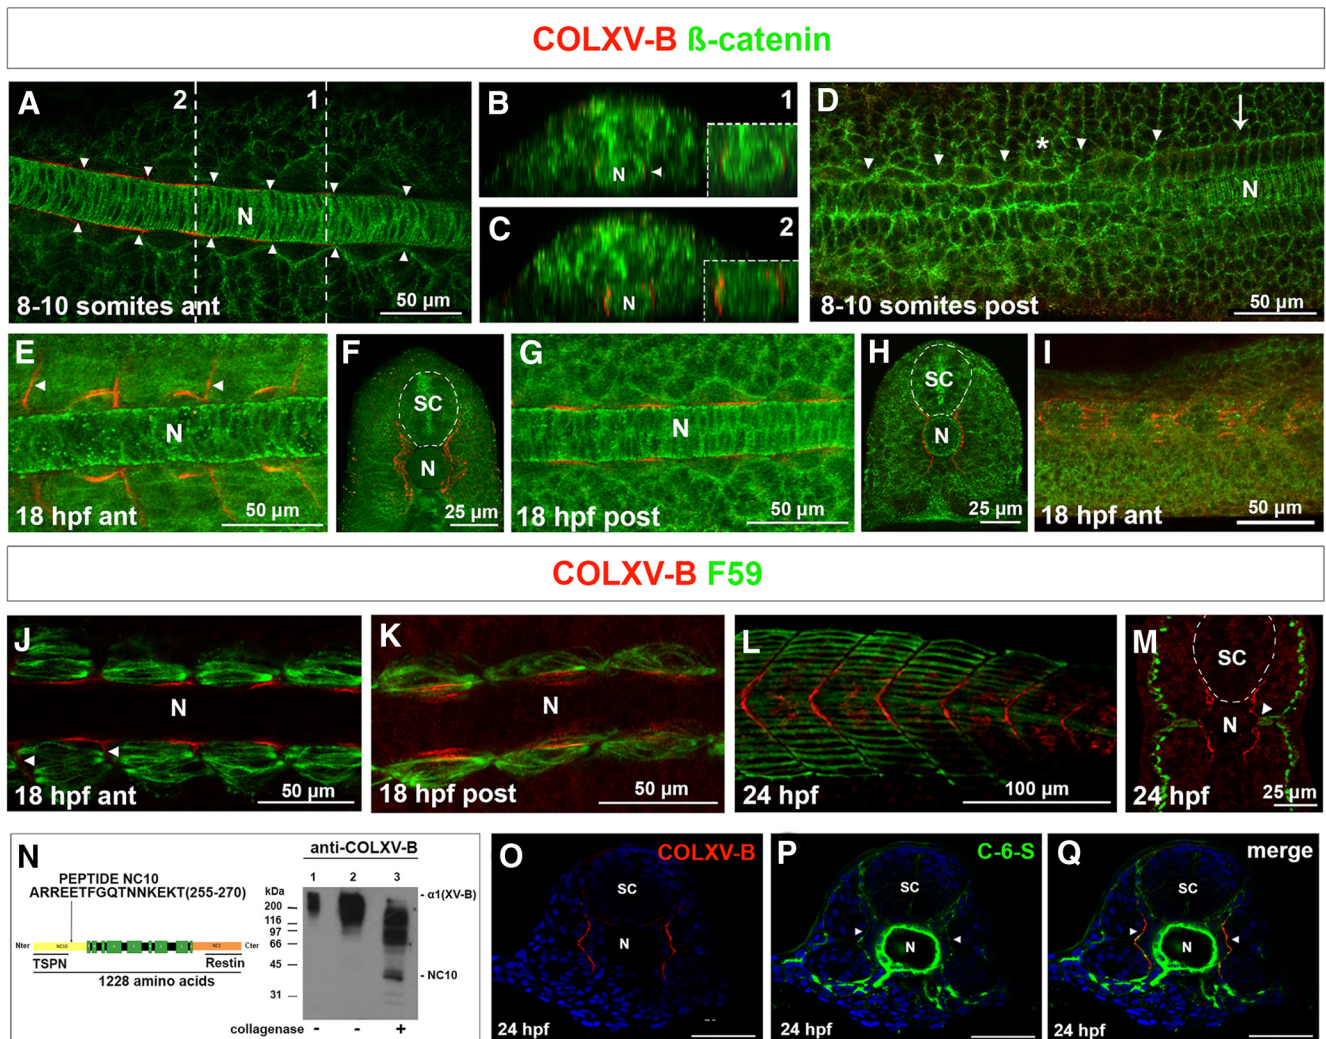 COLXV-B ß-catenin
A 2 1
N
8-10 somites ant 50 µm
B 1
N
C 2
N
D
*
N
8-10 somites post 50 µm
E
N
18 hpf ant 50 µm
F
SC
N
25 µm
G
N
18 hpf post 50 µm
H
SC
N
25 µm
I
18 hpf ant 50 µm
COLXV-B F59
J
N
18 hpf ant 50 µm
K
N
18 hpf post 50 µm
L
24 hpf 100 µm
M
SC
N
24 hpf 25 µm
N
PEPTIDE NC10
ARREETFGQTNNKEKT(255-270)
Nter NC10 NC1 Cter
TSPN Restin
1228 amino acids
anti-COLXV-B
1 2 3
kDa
200
116
97
66
45
31
- α1(XV-B)
- NC10
collagenase - - +
O COLXV-B
SC
N
24 hpf
P C-6-S
SC
N
24 hpf
Q merge
SC
N
24 hpf